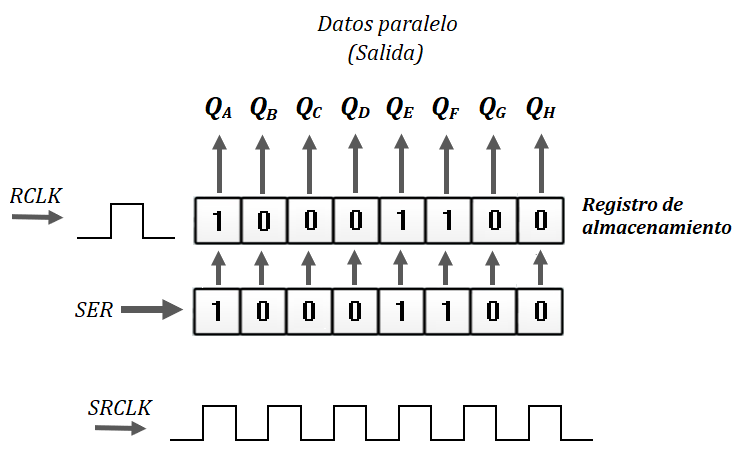 Datos paralelo
(Salida)
Q_A Q_B Q_C Q_D Q_E Q_F Q_G Q_H
RCLK
1 0 0 0 1 1 0 0
Registro de
almacenamiento
SER
1 0 0 0 1 1 0 0
SRCLK